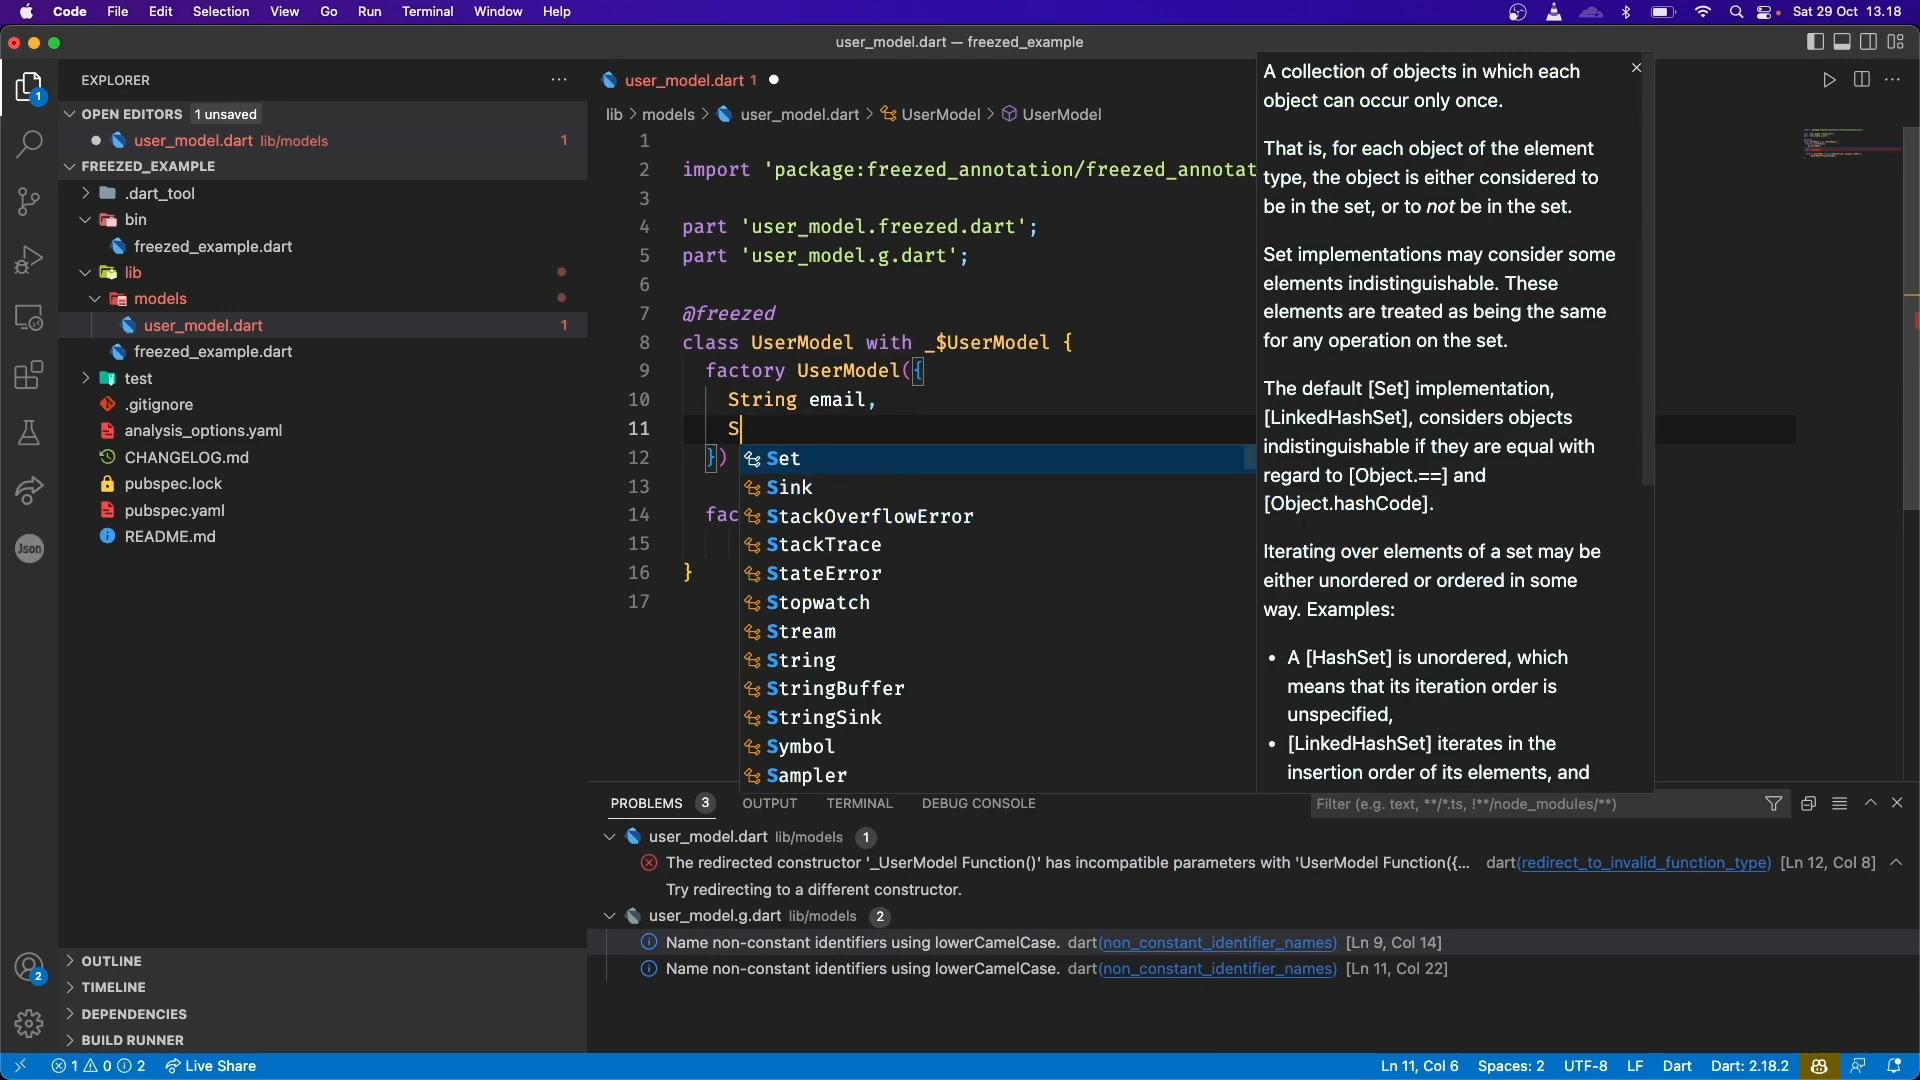 Code File Edit Selection View Go Run Terminal Window Help
Sat 29 Oct 13.18
user_model.dart — freezed_example
EXPLORER
OPEN EDITORS 1 unsaved
user_model.dart lib/models 1
FREEZED_EXAMPLE
.dart_tool
bin
freezed_example.dart
lib
models
user_model.dart 1
freezed_example.dart
test
.gitignore
analysis_options.yaml
CHANGELOG.md
pubspec.lock
pubspec.yaml
README.md
OUTLINE
TIMELINE
DEPENDENCIES
BUILD RUNNER
1
Json
2
user_model.dart 1
lib > models > user_model.dart > UserModel > UserModel
1
2 import 'package:freezed_annotation/freezed_annotat
3
4 part 'user_model.freezed.dart';
5 part 'user_model.g.dart';
6
7 @freezed
8 class UserModel with _$UserModel {
9 factory UserModel({
10 String email,
11 S
12 })
13
14 fac
15
16 }
17
Set
Sink
StackOverflowError
StackTrace
StateError
Stopwatch
Stream
String
StringBuffer
StringSink
Symbol
Sampler
A collection of objects in which each
object can occur only once.
That is, for each object of the element
type, the object is either considered to
be in the set, or to not be in the set.
Set implementations may consider some
elements indistinguishable. These
elements are treated as being the same
for any operation on the set.
The default [Set] implementation,
[LinkedHashSet], considers objects
indistinguishable if they are equal with
regard to [Object.==] and
[Object.hashCode].
Iterating over elements of a set may be
either unordered or ordered in some
way. Examples:
• A [HashSet] is unordered, which
means that its iteration order is
unspecified,
• [LinkedHashSet] iterates in the
insertion order of its elements, and
PROBLEMS 3 OUTPUT TERMINAL DEBUG CONSOLE
Filter (e.g. text, **/*.ts, !**/node_modules/**)
user_model.dart lib/models 1
The redirected constructor '_UserModel Function()' has incompatible parameters with 'UserModel Function({... dart(redirect_to_invalid_function_type) [Ln 12, Col 8]
Try redirecting to a different constructor.
user_model.g.dart lib/models 2
Name non-constant identifiers using lowerCamelCase. dart(non_constant_identifier_names) [Ln 9, Col 14]
Name non-constant identifiers using lowerCamelCase. dart(non_constant_identifier_names) [Ln 11, Col 22]
1 0 2 Live Share
Ln 11, Col 6 Spaces: 2 UTF-8 LF Dart Dart: 2.18.2